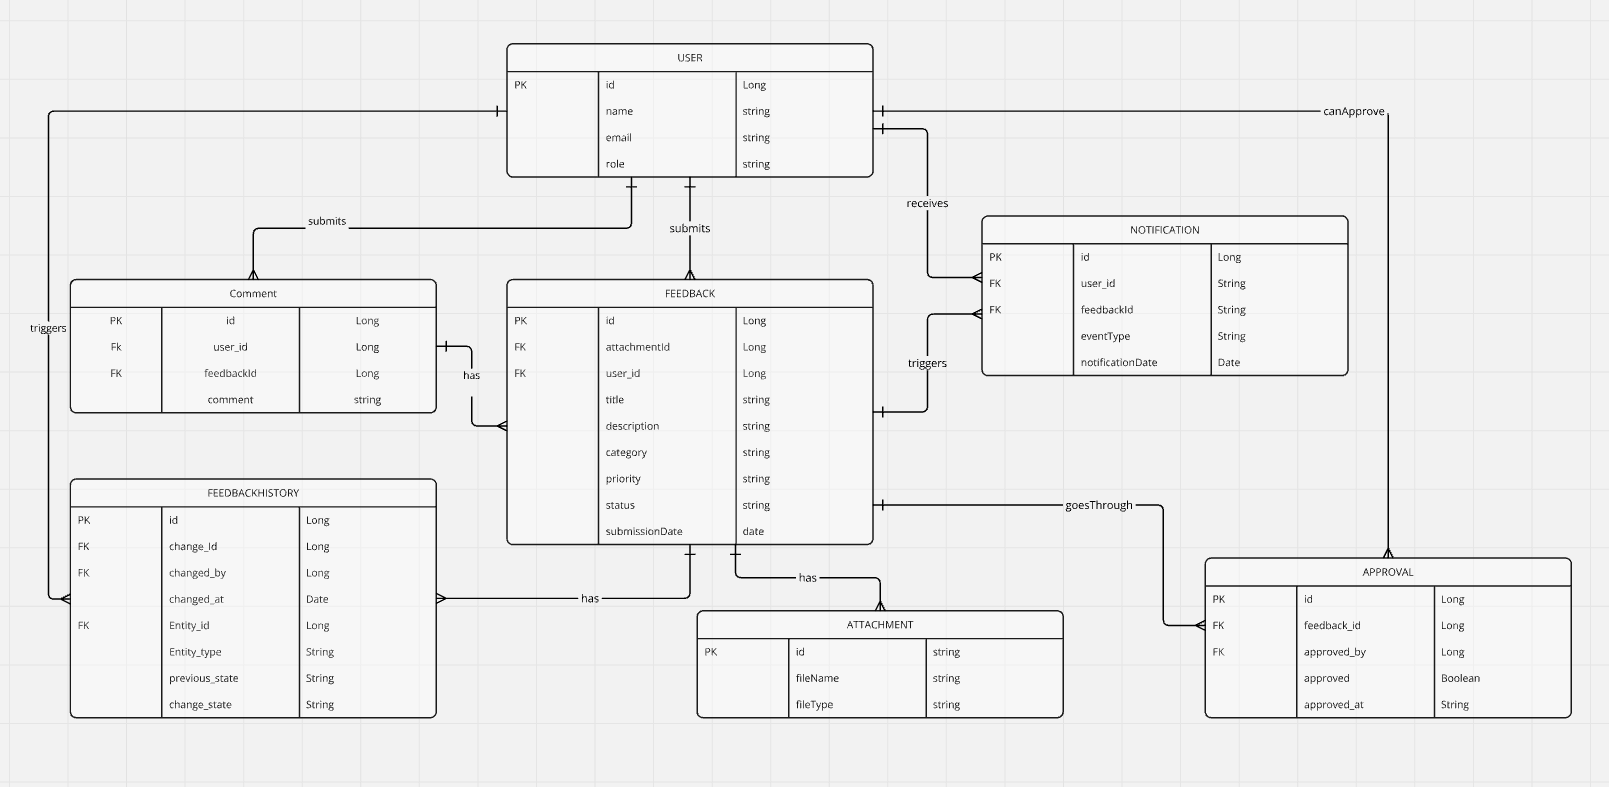 USER
PK id Long
name string
email string
role string
canApprove
receives
submits
submits
triggers
NOTIFICATION
PK id Long
FK user_id String
FK feedbackId String
eventType String
notificationDate Date
Comment
PK id Long
Fk user_id Long
FK feedbackId Long
comment string
has
FEEDBACK
PK id Long
FK attachmentId Long
FK user_id Long
title string
description string
category string
priority string
status string
submissionDate date
triggers
goesThrough
FEEDBACKHISTORY
PK id Long
FK change_Id Long
FK changed_by Long
changed_at Date
FK Entity_id Long
Entity_type String
previous_state String
change_state String
has
has
ATTACHMENT
PK id string
fileName string
fileType string
APPROVAL
PK id Long
FK feedback_id Long
FK approved_by Long
approved Boolean
approved_at String